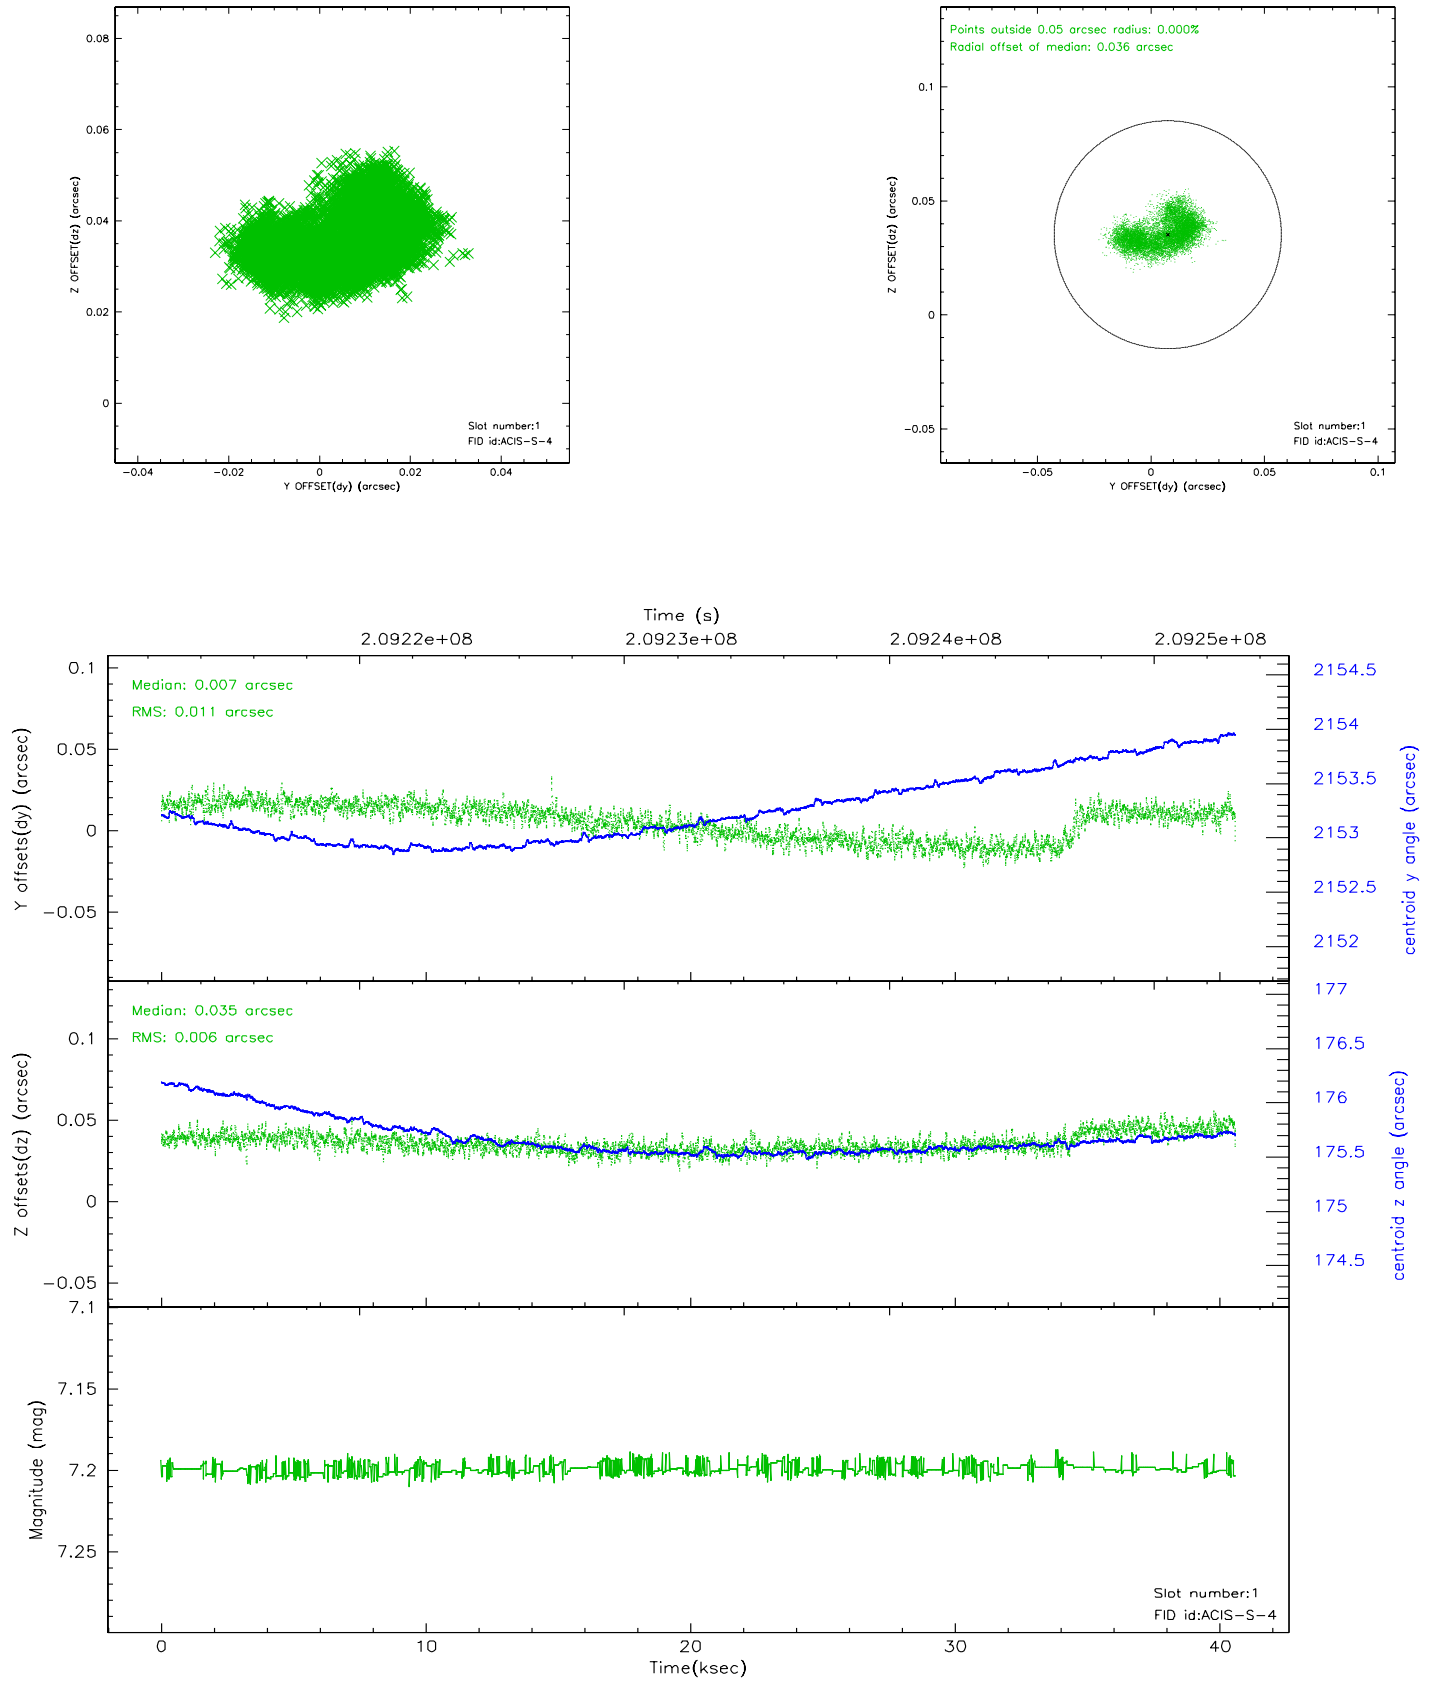 0.08
0.06
0.04
0.02
0
Z OFFSET(dz) (arcsec)
Slot number:1
FID id:ACIS-S-4
-0.04
-0.02
0
0.02
0.04
Y OFFSET(dy) (arcsec)
Points outside 0.05 arcsec radius: 0.000%
Radial offset of median: 0.036 arcsec
0.1
0.05
0
-0.05
Z OFFSET(dz) (arcsec)
Slot number:1
FID id:ACIS-S-4
-0.05
0
0.05
0.1
Y OFFSET(dy) (arcsec)
Time (s)
2.0922e+08
2.0923e+08
2.0924e+08
2.0925e+08
0.1
0.05
0
-0.05
Y offsets(dy) (arcsec)
Median: 0.007 arcsec
RMS: 0.011 arcsec
2154.5
2154
2153.5
2153
2152.5
2152
centroid y angle (arcsec)
0.1
0.05
0
-0.05
Z offsets(dz) (arcsec)
Median: 0.035 arcsec
RMS: 0.006 arcsec
177
176.5
176
175.5
175
174.5
centroid z angle (arcsec)
7.1
7.15
7.2
7.25
Magnitude (mag)
Slot number:1
FID id:ACIS-S-4
0
10
20
30
40
Time(ksec)